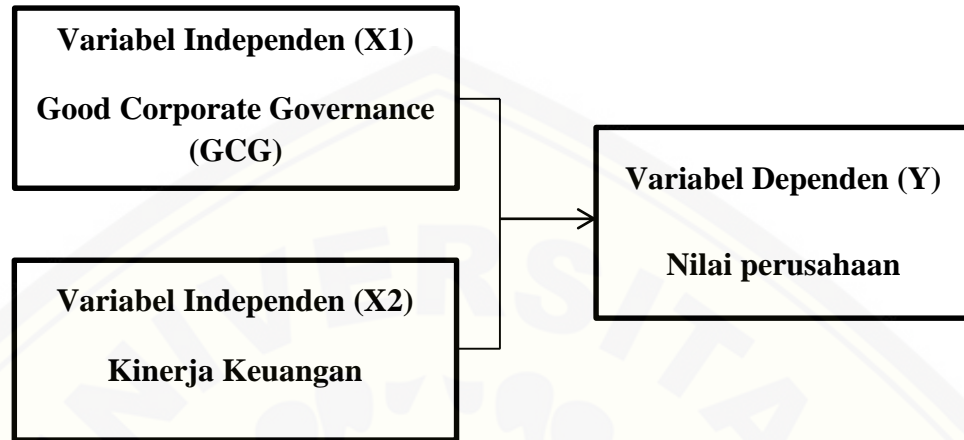 Variabel Independen (X1)
Good Corporate Governance
(GCG)
Variabel Dependen (Y)
Nilai perusahaan
Variabel Independen (X2)
Kinerja Keuangan